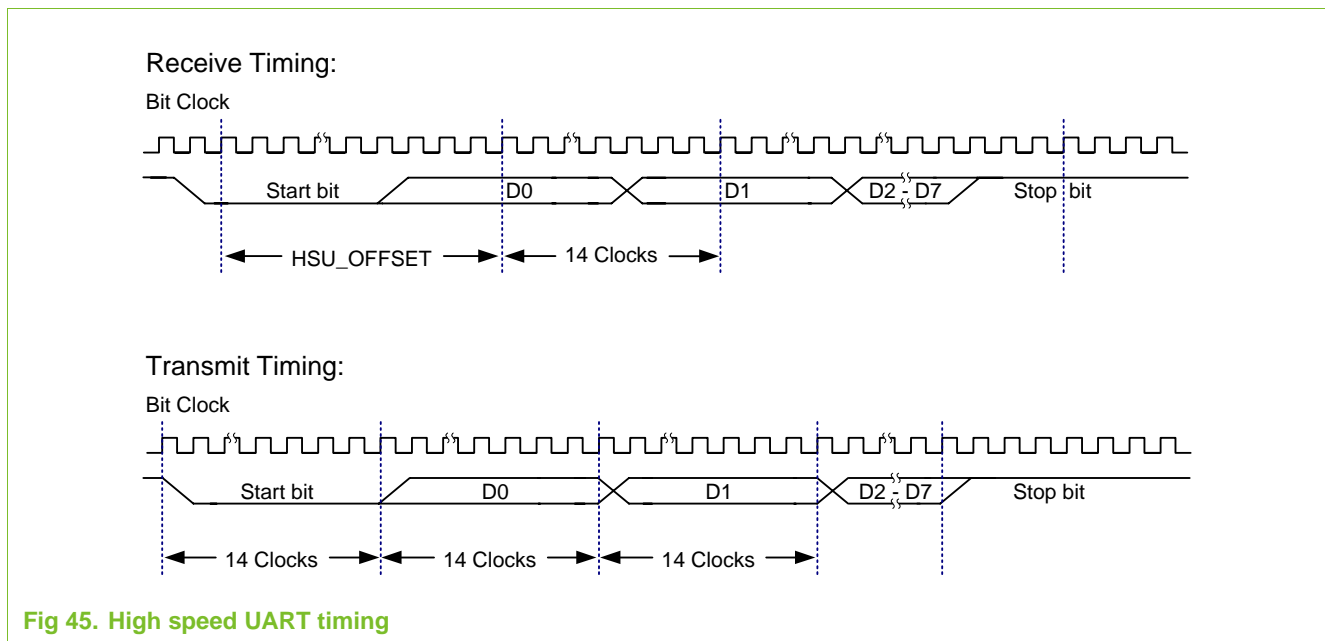 Receive Timing:
Bit Clock
Start bit D0 D1 D2 - D7 Stop bit
HSU_OFFSET 14 Clocks
Transmit Timing:
Bit Clock
Start bit D0 D1 D2 - D7 Stop bit
14 Clocks 14 Clocks 14 Clocks
Fig 45. High speed UART timing